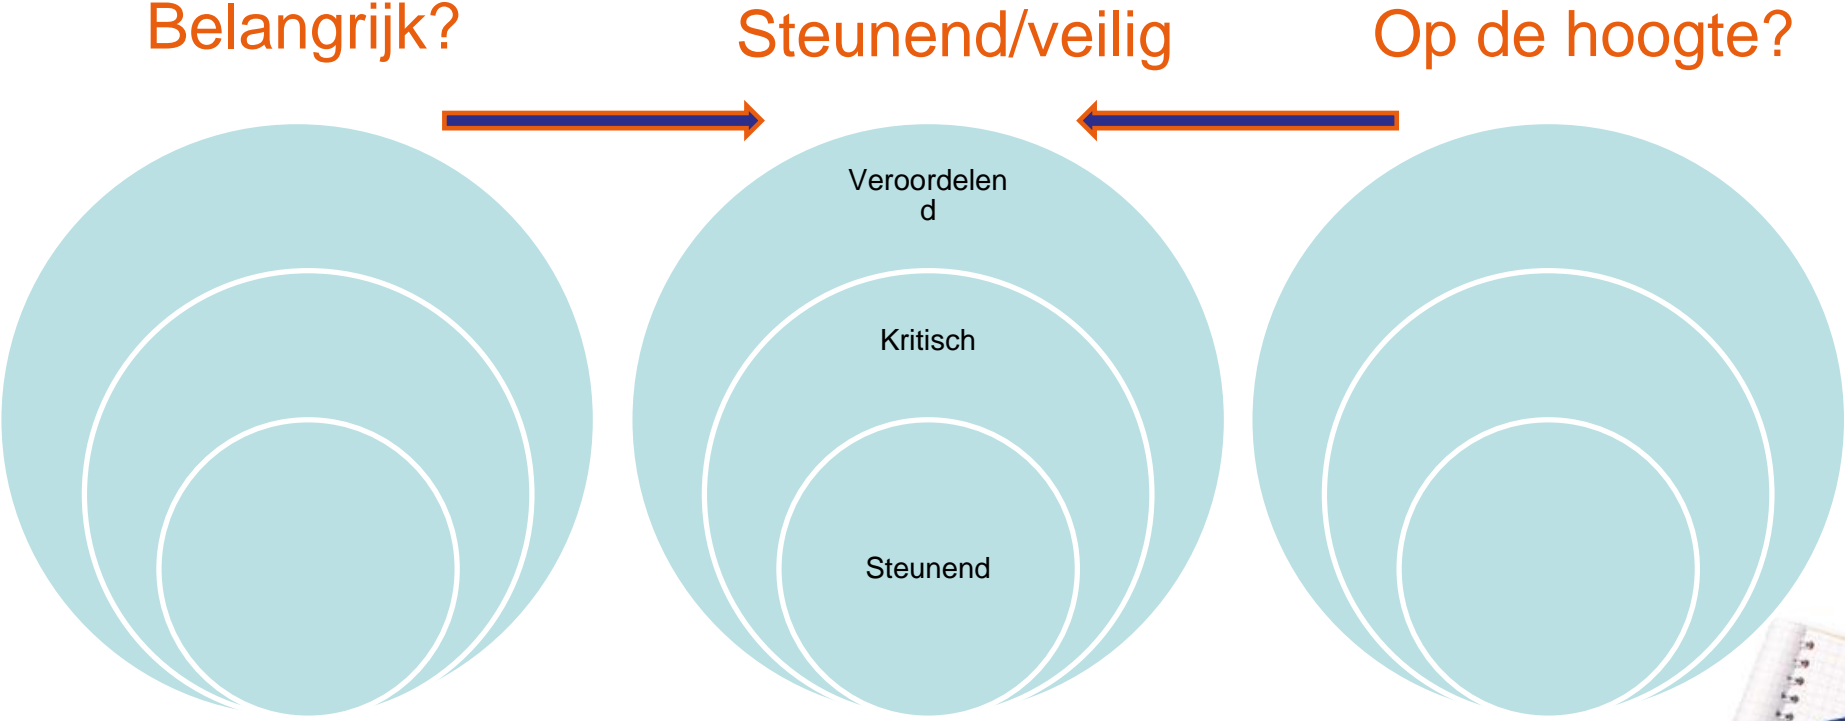 Belangrijk?
Steunend/veilig
Op de hoogte?
Veroordelen
d
Kritisch
Steunend